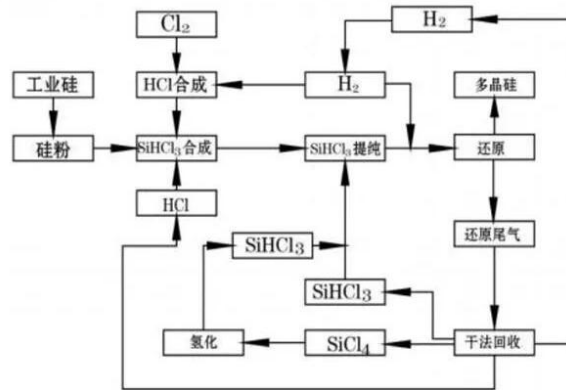 H₂
Cl₂
工业硅
HCl合成
H₂
多晶硅
硅粉
SiHCl₃合成
SiHCl₃提纯
还原
HCl
还原尾气
SiHCl₃
SiHCl₃
氢化
SiCl₄
干法回收